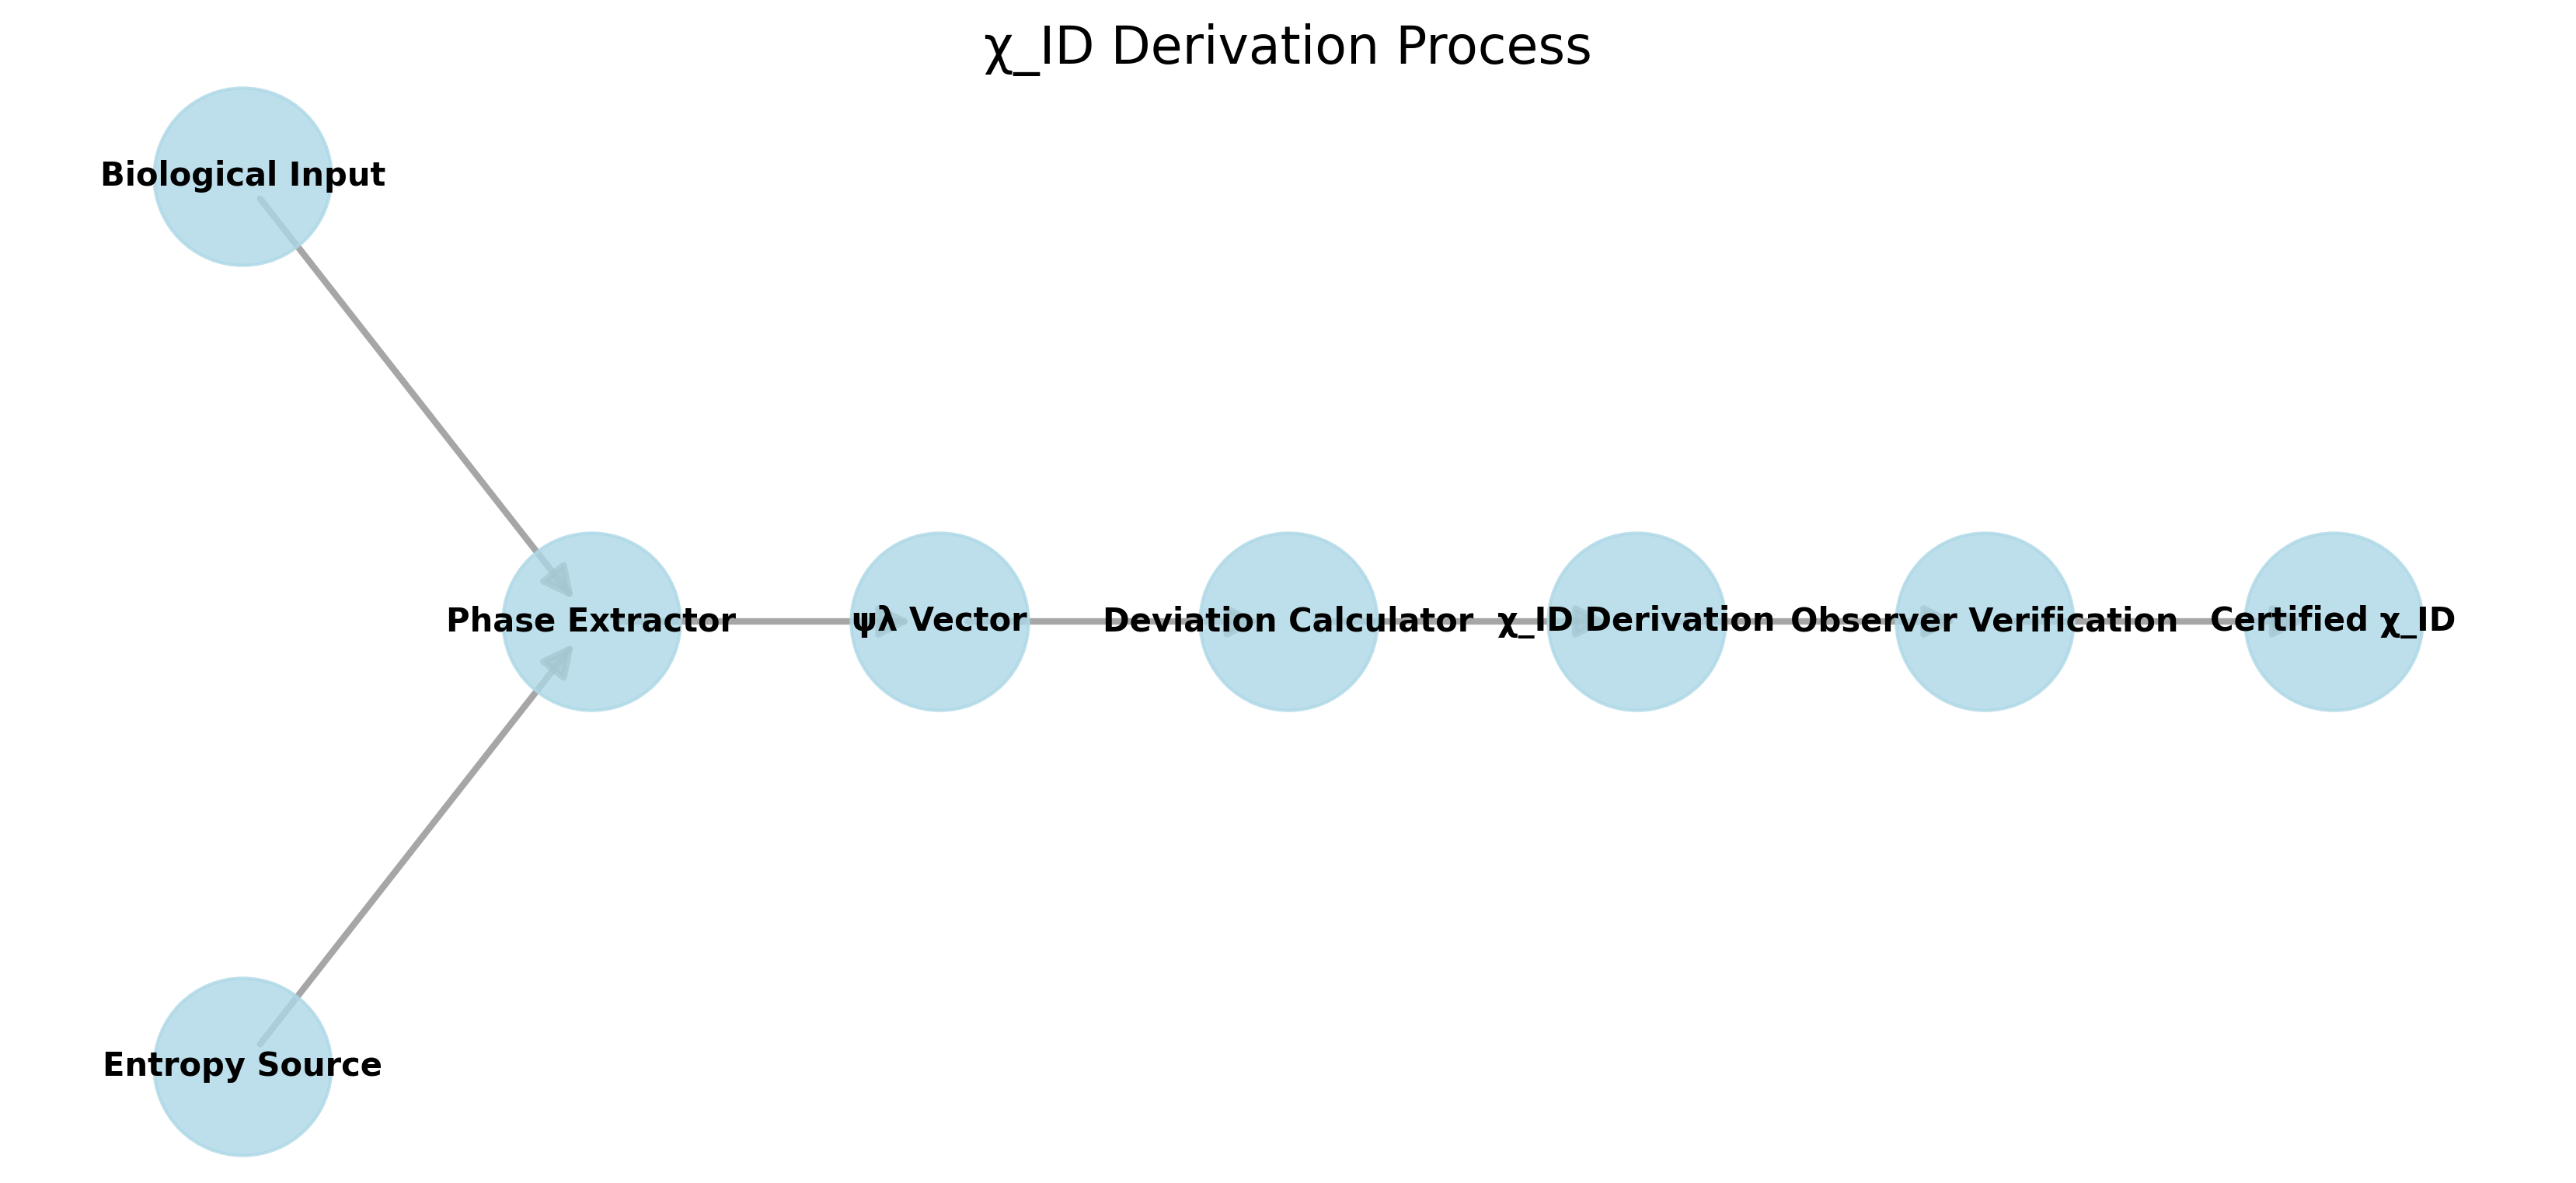 χ_ID Derivation Process
Biological Input
Phase Extractor
ψλ Vector
Deviation Calculator
χ_ID Derivation
Observer Verification
Certified χ_ID
Entropy Source